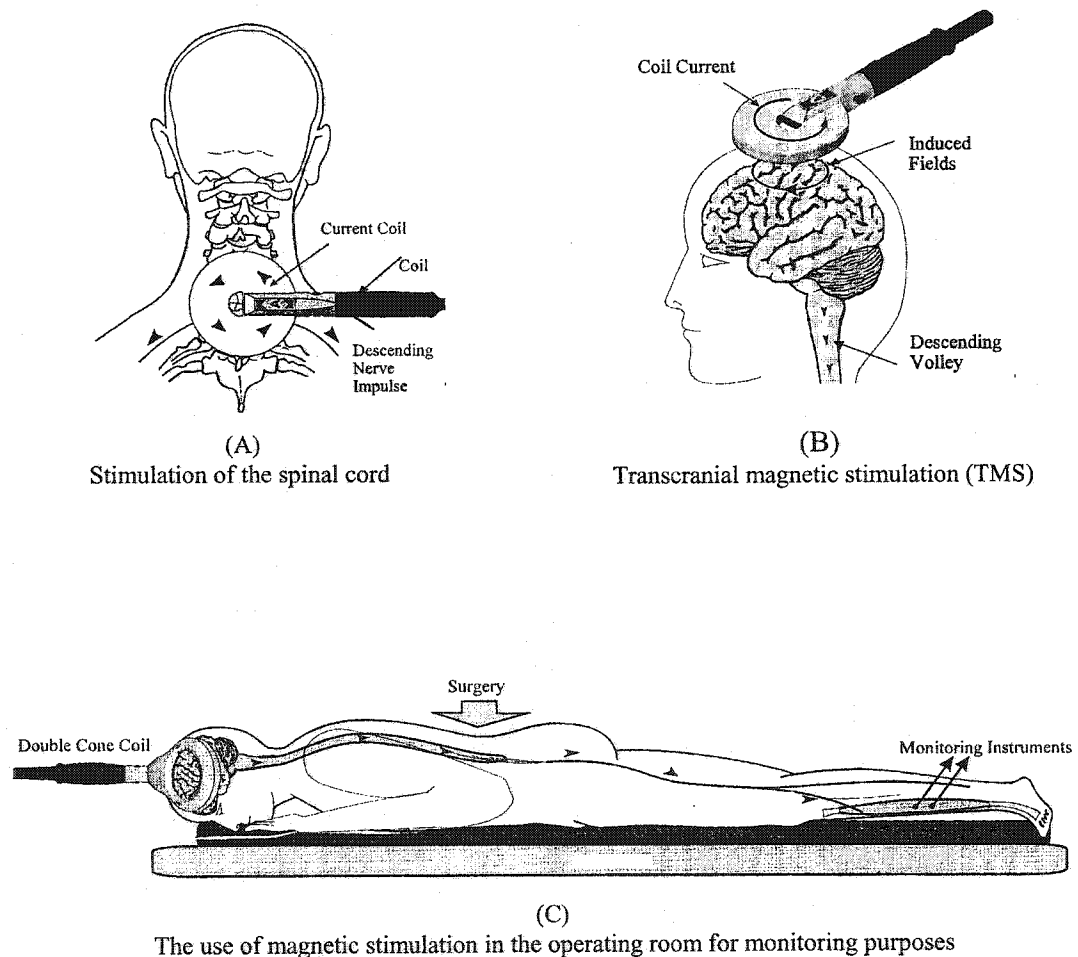 Current Coil
Coil
Descending
Nerve
Impulse
(A)
Stimulation of the spinal cord
Coil Current
Induced
Fields
Descending
Volley
(B)
Transcranial magnetic stimulation (TMS)
Surgery
Double Cone Coil
Monitoring Instruments
(C)
The use of magnetic stimulation in the operating room for monitoring purposes